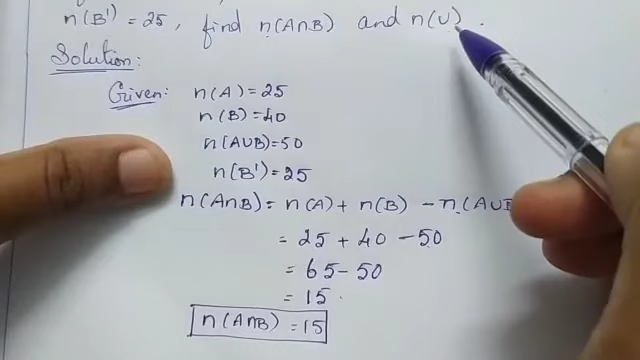 n(B') = 25, find n(A∩B) and n(U).
Solution:
Given: n(A) = 25
n(B) = 40
n(A∪B) = 50
n(B') = 25
n(A∩B) = n(A) + n(B) - n(A∪B
= 25 + 40 - 50
= 65 - 50
= 15.
n(A∩B) = 15